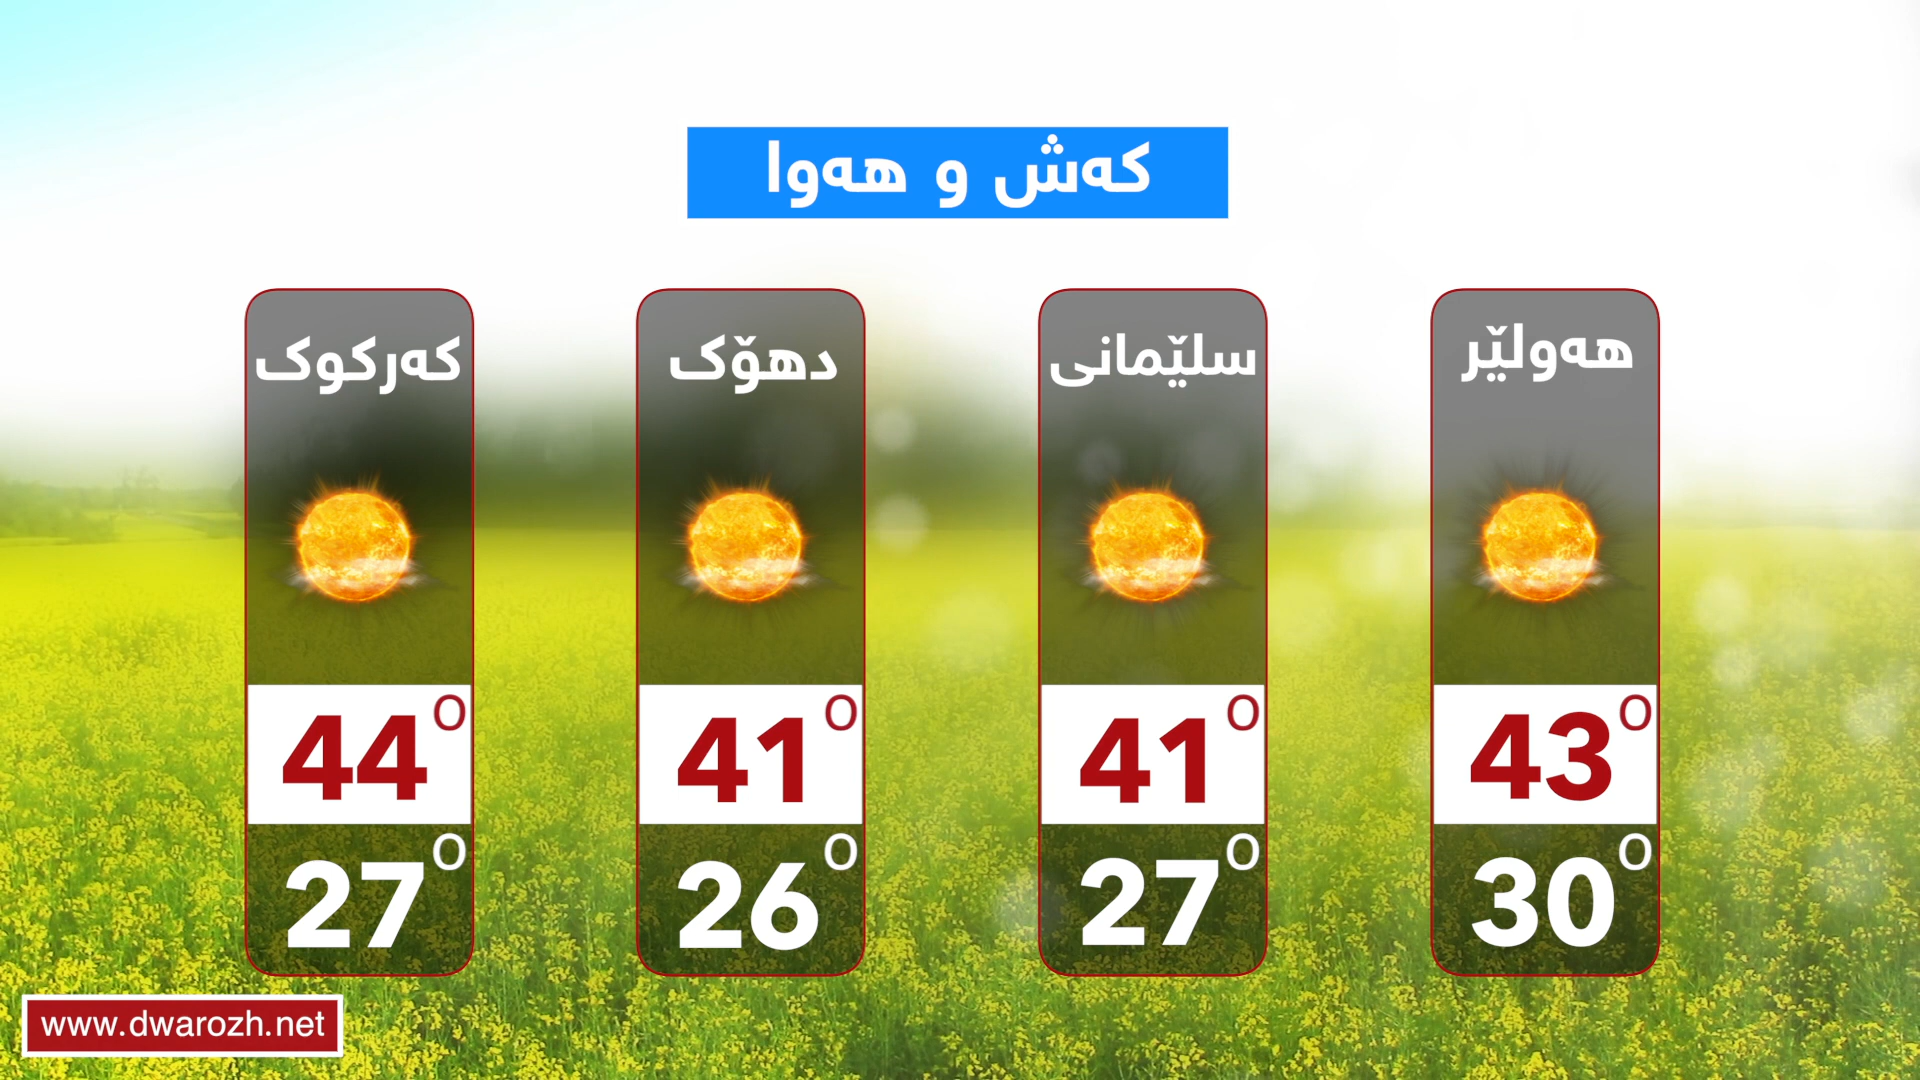 کەش و هەوا
هەولێر
43°
30°
سلێمانی
41°
27°
دهۆک
41°
26°
کەرکوک
44°
27°
www.dwarozh.net